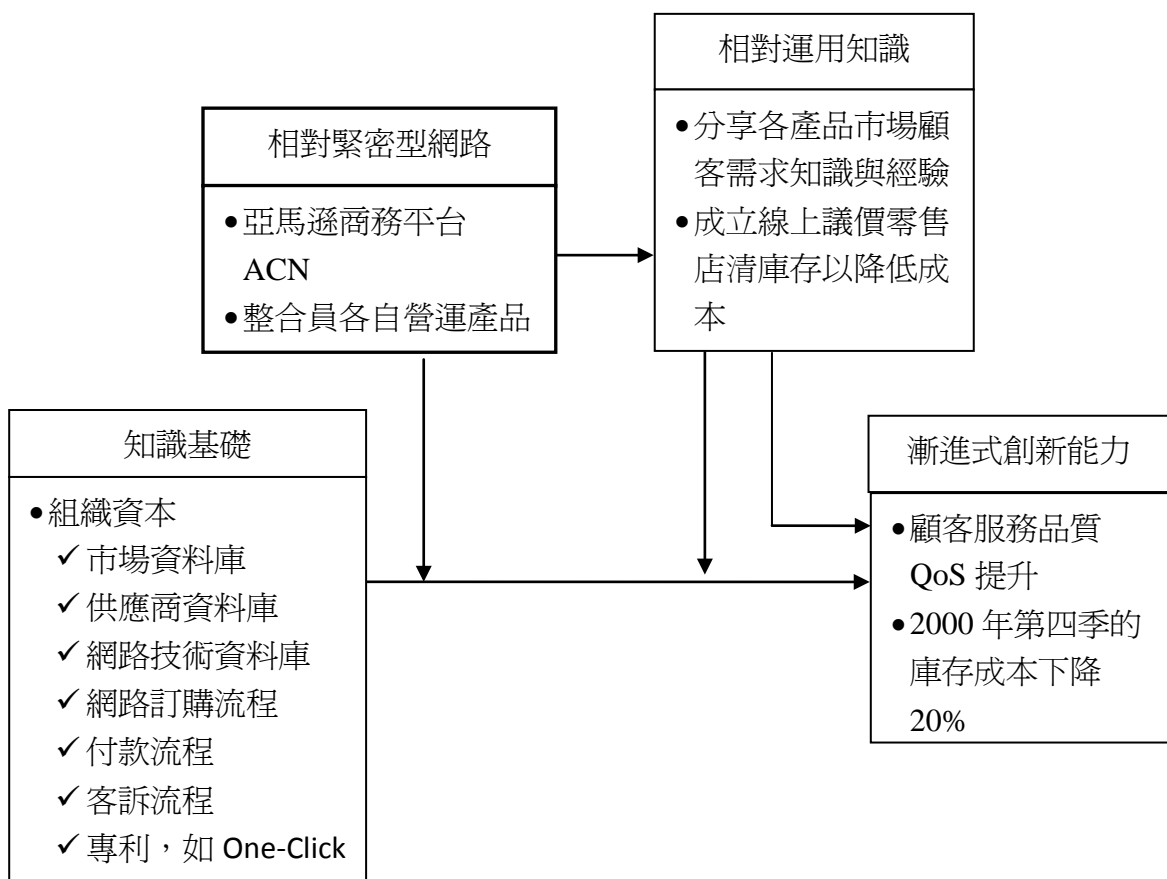 相對運用知識
•分享各產品市場顧
客需求知識與經驗
•成立線上議價零售
店清庫存以降低成
本
相對緊密型網路
•亞馬遜商務平台
ACN
•整合員各自營運產品
知識基礎
•組織資本
✓市場資料庫
✓供應商資料庫
✓網路技術資料庫
✓網路訂購流程
✓付款流程
✓客訴流程
✓專利，如 One-Click
漸進式創新能力
•顧客服務品質
QoS 提升
•2000 年第四季的
庫存成本下降
20%